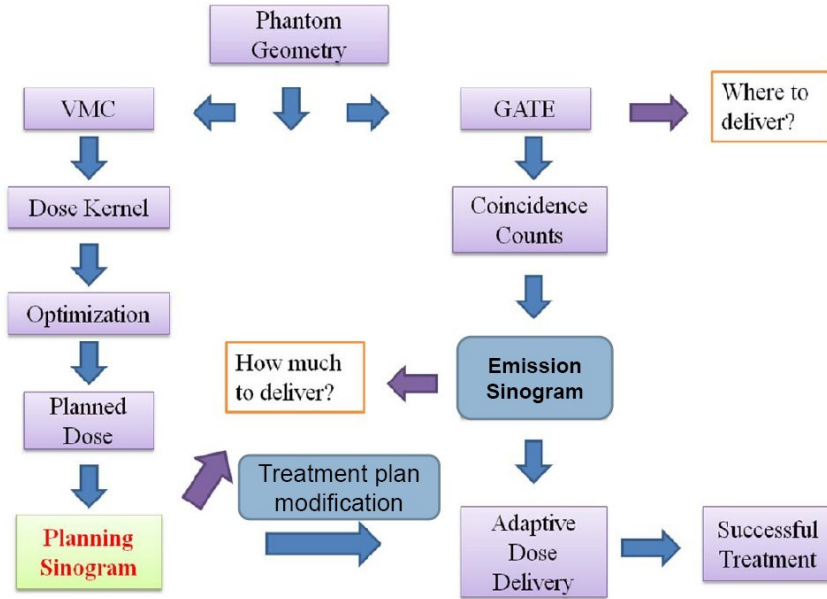 Phantom
Geometry
VMC
GATE
Where to
deliver?
Dose Kernel
Coincidence
Counts
Optimization
How much
to deliver?
Emission
Sinogram
Planned
Dose
Treatment plan
modification
Planning
Sinogram
Adaptive
Dose
Delivery
Successful
Treatment